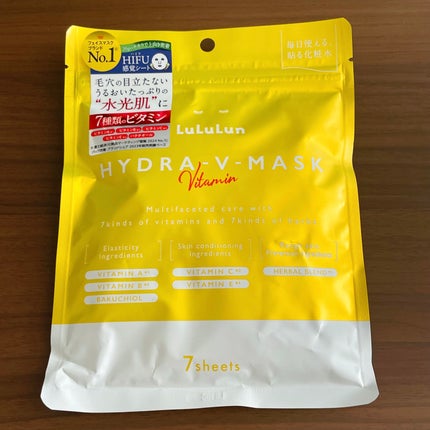 フェイスマスク
ブランド
No.1
HIFU
感覚シート
毎日使える
貼る化粧水
毛穴の目立たない
うるおいたっぷりの
“水光肌”に
7種類のビタミン
LuLuLun
HYDRA-V-MASK
Vitamin
Multifaceted care with
7kinds of vitamins and 7kinds of herbs
Elasticity
ingredients
Skin conditioning
ingredients
VITAMIN A
VITAMIN C
HERBAL BLEND
VITAMIN B
VITAMIN E
BAKUCHIOL
7sheets